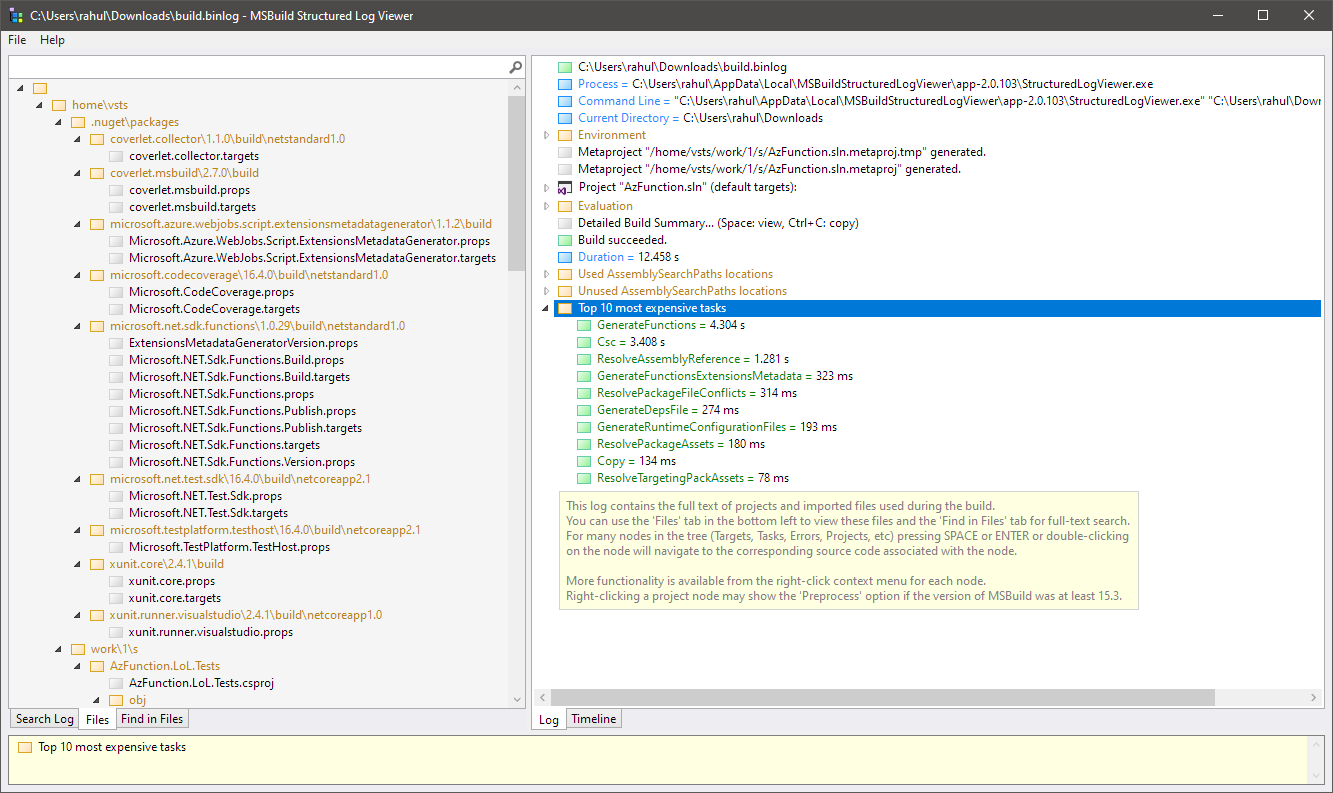 C:\Users\rahul\Downloads\build.binlog - MSBuild Structured Log Viewer
File Help
home\vsts
.nuget\packages
coverlet.collector\1.1.0\build\netstandard1.0
coverlet.collector.targets
coverlet.msbuild\2.7.0\build
coverlet.msbuild.props
coverlet.msbuild.targets
microsoft.azure.webjobs.script.extensionsmetadatagenerator\1.1.2\build
Microsoft.Azure.WebJobs.Script.ExtensionsMetadataGenerator.props
Microsoft.Azure.WebJobs.Script.ExtensionsMetadataGenerator.targets
microsoft.codecoverage\16.4.0\build\netstandard1.0
Microsoft.CodeCoverage.props
Microsoft.CodeCoverage.targets
microsoft.net.sdk.functions\1.0.29\build\netstandard1.0
ExtensionsMetadataGeneratorVersion.props
Microsoft.NET.Sdk.Functions.Build.props
Microsoft.NET.Sdk.Functions.Build.targets
Microsoft.NET.Sdk.Functions.props
Microsoft.NET.Sdk.Functions.Publish.props
Microsoft.NET.Sdk.Functions.Publish.targets
Microsoft.NET.Sdk.Functions.targets
Microsoft.NET.Sdk.Functions.Version.props
microsoft.net.test.sdk\16.4.0\build\netcoreapp2.1
Microsoft.NET.Test.Sdk.props
Microsoft.NET.Test.Sdk.targets
microsoft.testplatform.testhost\16.4.0\build\netcoreapp2.1
Microsoft.TestPlatform.TestHost.props
xunit.core\2.4.1\build
xunit.core.props
xunit.core.targets
xunit.runner.visualstudio\2.4.1\build\netcoreapp1.0
xunit.runner.visualstudio.props
work\1\s
AzFunction.LoL.Tests
AzFunction.LoL.Tests.csproj
obj
Search Log Files Find in Files
C:\Users\rahul\Downloads\build.binlog
Process = C:\Users\rahul\AppData\Local\MSBuildStructuredLogViewer\app-2.0.103\StructuredLogViewer.exe
Command Line = "C:\Users\rahul\AppData\Local\MSBuildStructuredLogViewer\app-2.0.103\StructuredLogViewer.exe" "C:\Users\rahul\Dow
Current Directory = C:\Users\rahul\Downloads
Environment
Metaproject "/home/vsts/work/1/s/AzFunction.sln.metaproj.tmp" generated.
Metaproject "/home/vsts/work/1/s/AzFunction.sln.metaproj" generated.
Project "AzFunction.sln" (default targets):
Evaluation
Detailed Build Summary... (Space: view, Ctrl+C: copy)
Build succeeded.
Duration = 12.458 s
Used AssemblySearchPaths locations
Unused AssemblySearchPaths locations
Top 10 most expensive tasks
GenerateFunctions = 4.304 s
Csc = 3.408 s
ResolveAssemblyReference = 1.281 s
GenerateFunctionsExtensionsMetadata = 323 ms
ResolvePackageFileConflicts = 314 ms
GenerateDepsFile = 274 ms
GenerateRuntimeConfigurationFiles = 193 ms
ResolvePackageAssets = 180 ms
Copy = 134 ms
ResolveTargetingPackAssets = 78 ms
This log contains the full text of projects and imported files used during the build.
You can use the 'Files' tab in the bottom left to view these files and the 'Find in Files' tab for full-text search.
For many nodes in the tree (Targets, Tasks, Errors, Projects, etc) pressing SPACE or ENTER or double-clicking
on the node will navigate to the corresponding source code associated with the node.
More functionality is available from the right-click context menu for each node.
Right-clicking a project node may show the 'Preprocess' option if the version of MSBuild was at least 15.3.
Log Timeline
Top 10 most expensive tasks